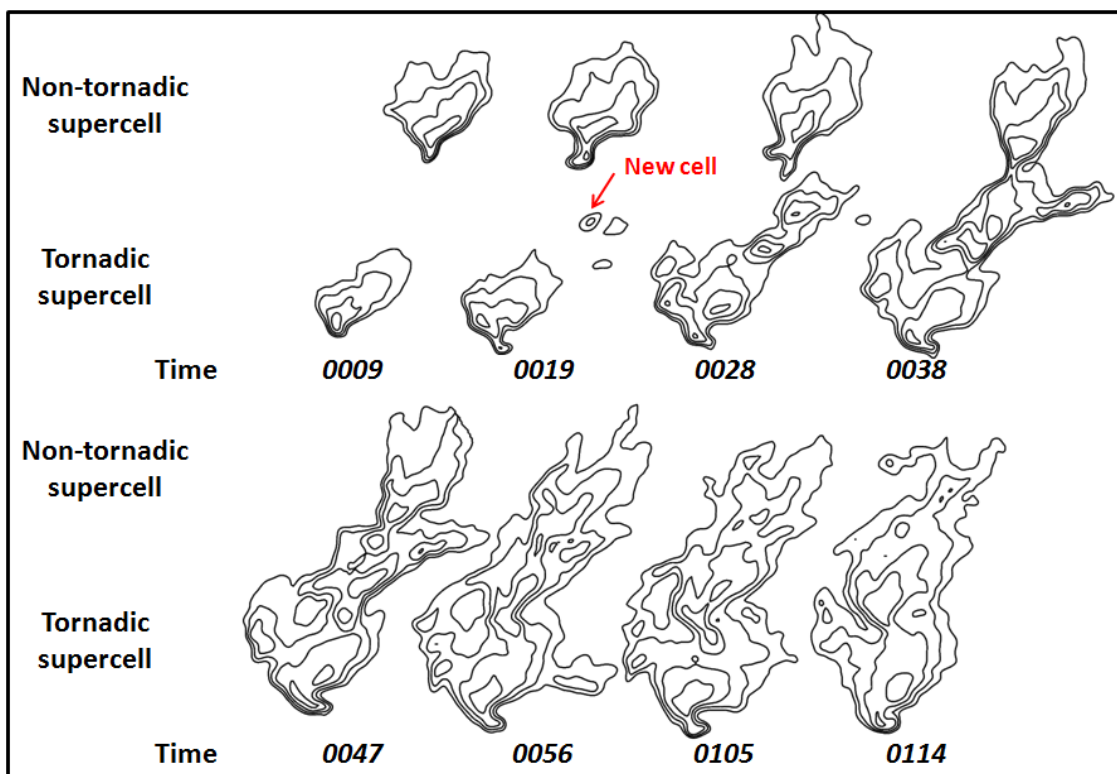 Non-tornadic
supercell
New cell
Tornadic
supercell
Time 0009 0019 0028 0038
Non-tornadic
supercell
Tornadic
supercell
Time 0047 0056 0105 0114